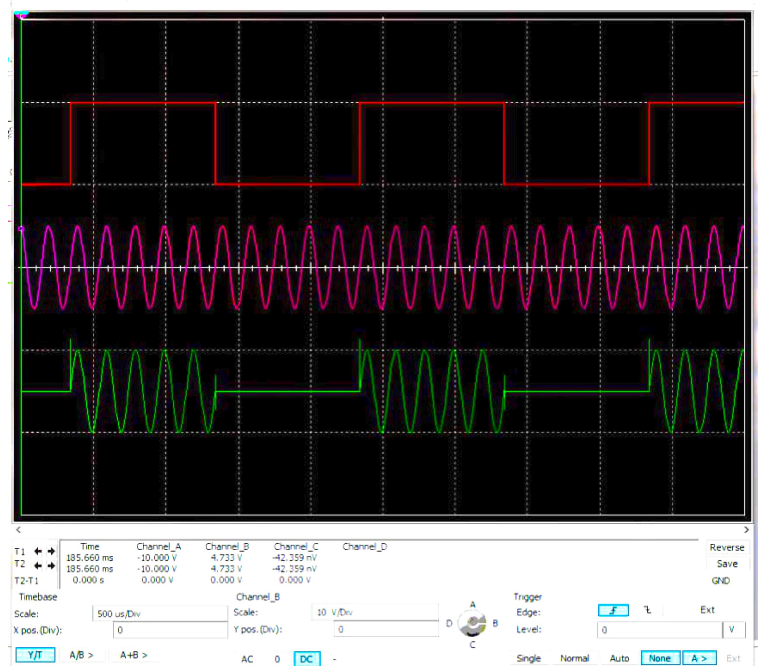 Time Channel_A Channel_B Channel_C Channel_D
T1 185.660 ms -10.000 V 4.733 V -42.359 nV
T2 185.660 ms -10.000 V 4.733 V -42.359 nV
T2-T1 0.000 s 0.000 V 0.000 V 0.000 V
Reverse
Save
GND
Timebase
Scale: 500 us/Div
X pos.(Div): 0
Y/T A/B > A+B >
Channel_B
Scale: 10 V/Div
Y pos.(Div): 0
AC 0 DC -
A
D B
C
Trigger
Edge: Ext
Level: 0 V
Single Normal Auto None A > Ext